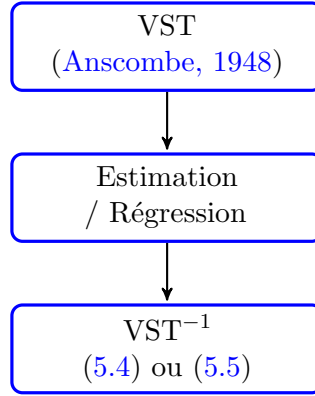 VST
(Anscombe, 1948)
Estimation
/ Régression
VST⁻¹
(5.4) ou (5.5)